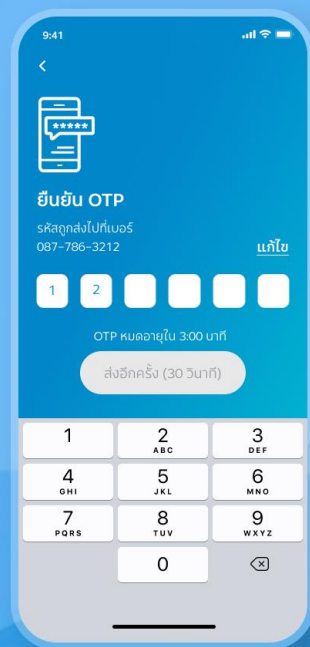 9:41
*****
ยืนยัน OTP
รหัสถูกส่งไปที่เบอร์
087-786-3212
แก้ไข
1 2
OTP หมดอายุใน 3:00 นาที
ส่งอีกครั้ง (30 วินาที)
1 2 3
ABC DEF
4 5 6
GHI JKL MNO
7 8 9
PQRS TUV WXYZ
0